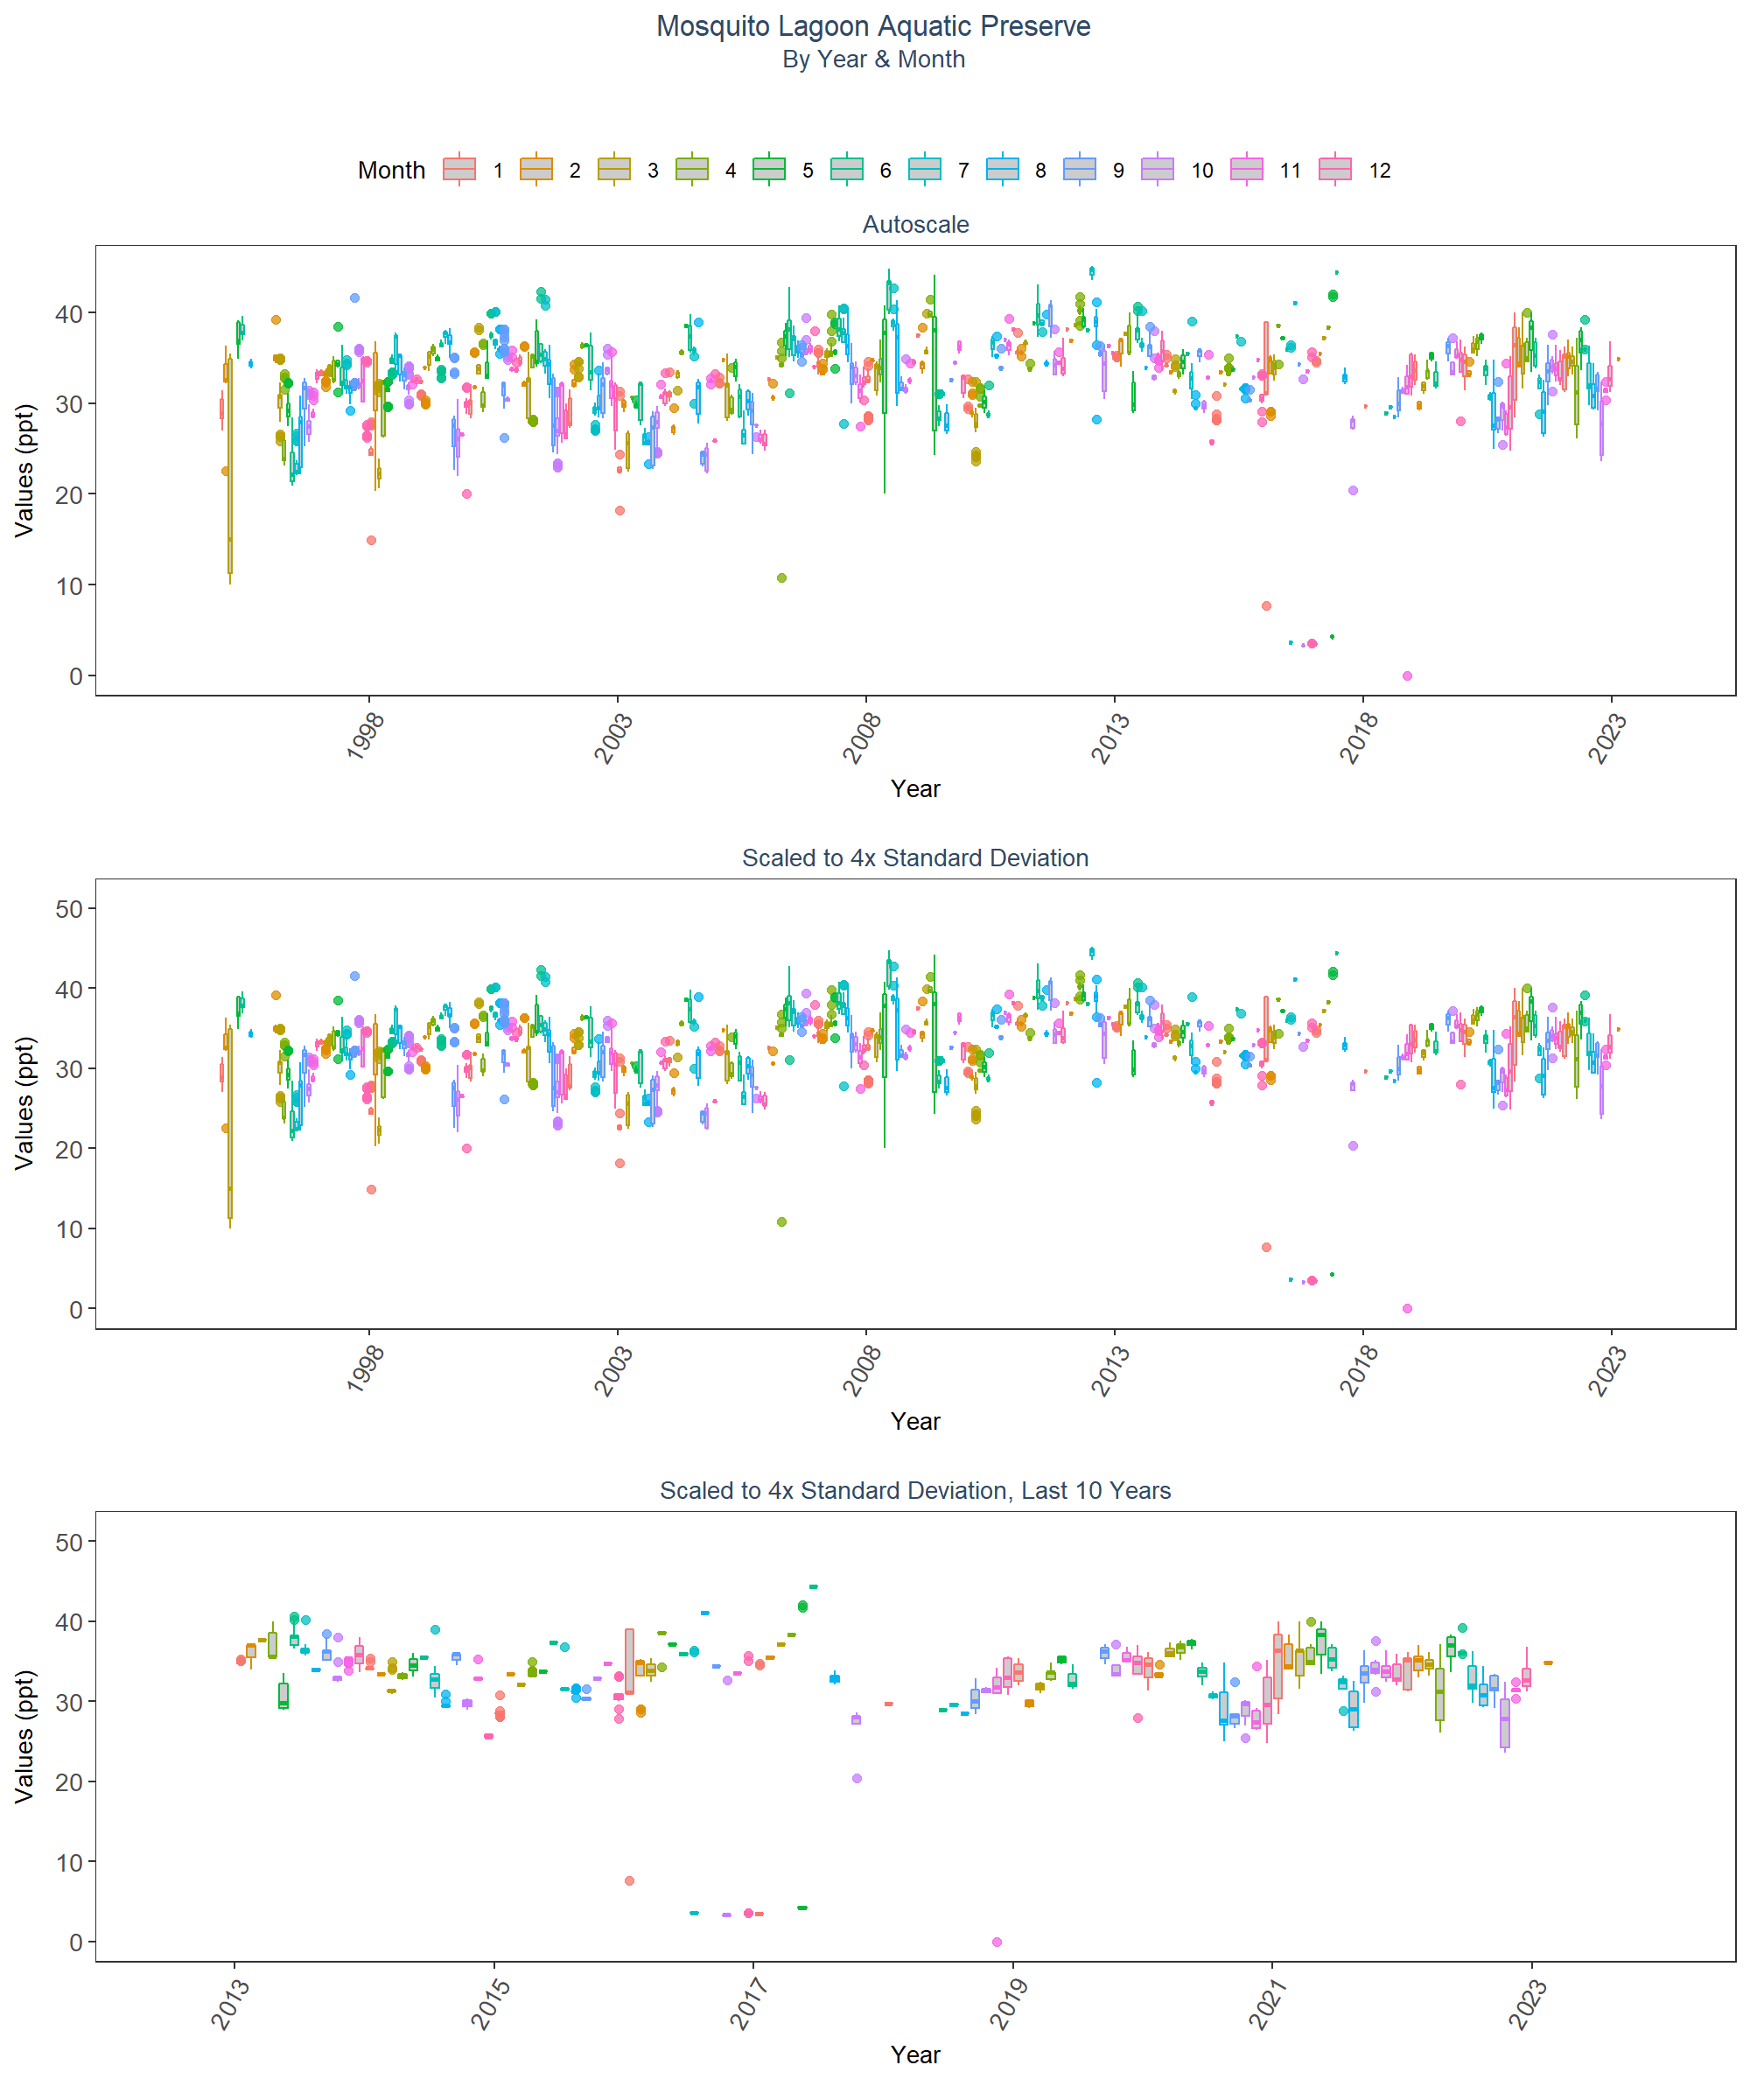 Mosquito Lagoon Aquatic Preserve
By Year & Month
Month 1 2 3 4 5 6 7 8 9 10 11 12
Autoscale
Values (ppt)
40
30
20
10
0
1998 2003 2008 2013 2018 2023
Year
Scaled to 4x Standard Deviation
Values (ppt)
50
40
30
20
10
0
1998 2003 2008 2013 2018 2023
Year
Scaled to 4x Standard Deviation, Last 10 Years
Values (ppt)
50
40
30
20
10
0
2013 2015 2017 2019 2021 2023
Year